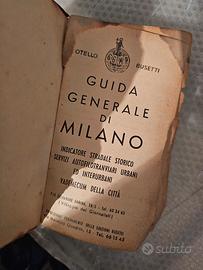 OTELLO BUSETTI
GUIDA
GENERALE
DI
MILANO
INDICATORE STRADALE STORICO
SERVIZI AUTOFILOTRANVIARI URBANI
ED INTERURBANI
VADEMECUM DELLA CITTÀ
subito